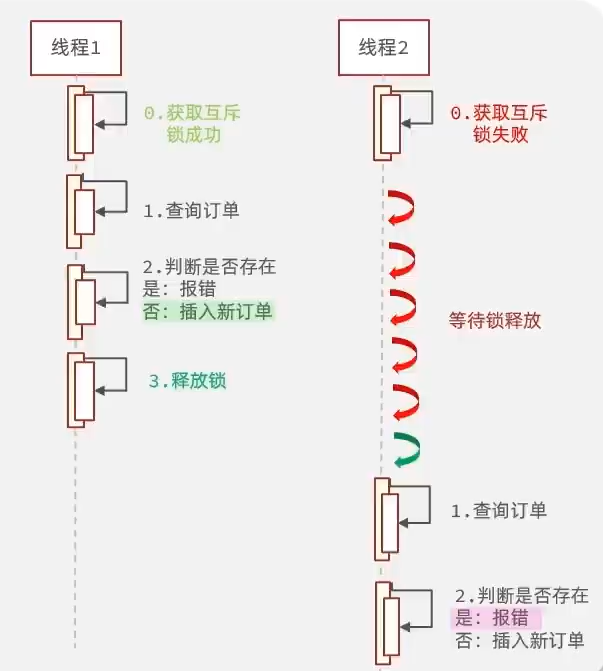 线程1
0.获取互斥
锁成功
1.查询订单
2.判断是否存在
是: 报错
否: 插入新订单
3.释放锁
线程2
0.获取互斥
锁失败
等待锁释放
1.查询订单
2.判断是否存在
是: 报错
否: 插入新订单